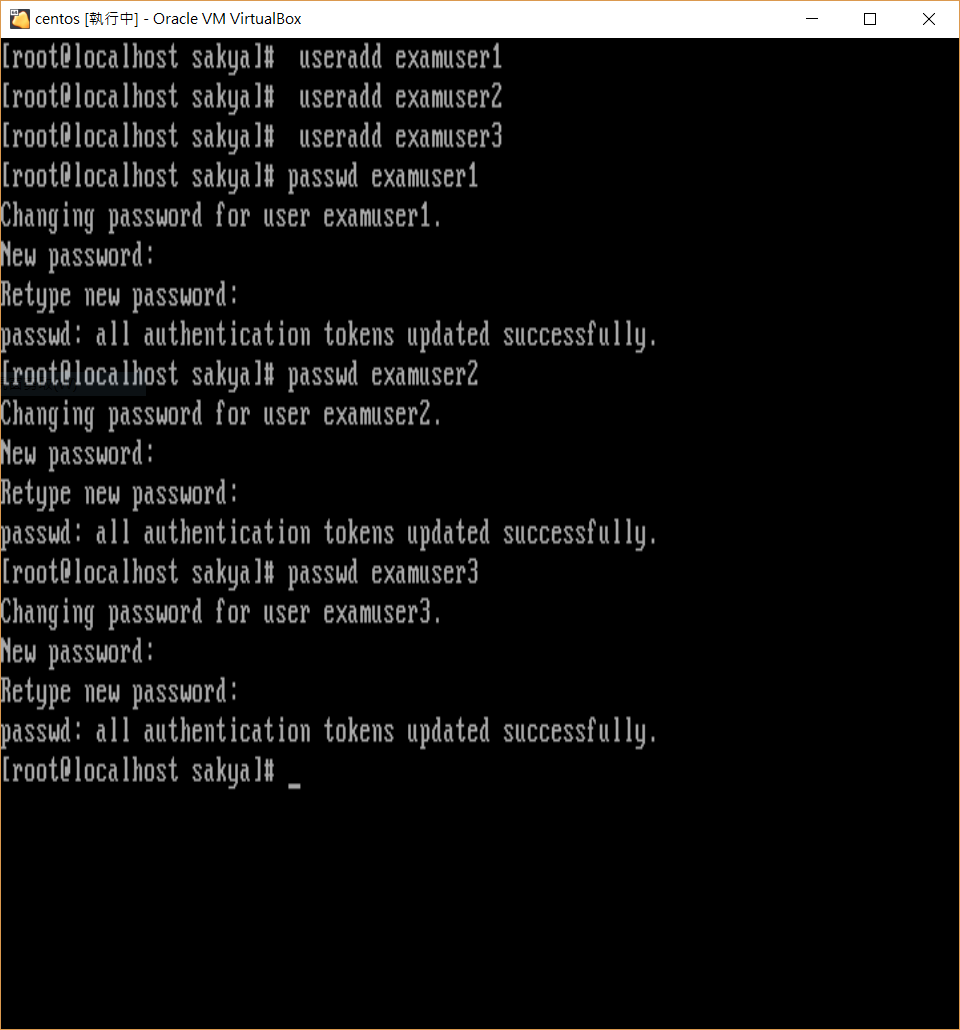 centos [執行中] - Oracle VM VirtualBox
[root@localhost sakya]#  useradd examuser1
[root@localhost sakya]#  useradd examuser2
[root@localhost sakya]#  useradd examuser3
[root@localhost sakya]# passwd examuser1
Changing password for user examuser1.
New password:
Retype new password:
passwd: all authentication tokens updated successfully.
[root@localhost sakya]# passwd examuser2
Changing password for user examuser2.
New password:
Retype new password:
passwd: all authentication tokens updated successfully.
[root@localhost sakya]# passwd examuser3
Changing password for user examuser3.
New password:
Retype new password:
passwd: all authentication tokens updated successfully.
[root@localhost sakya]# _